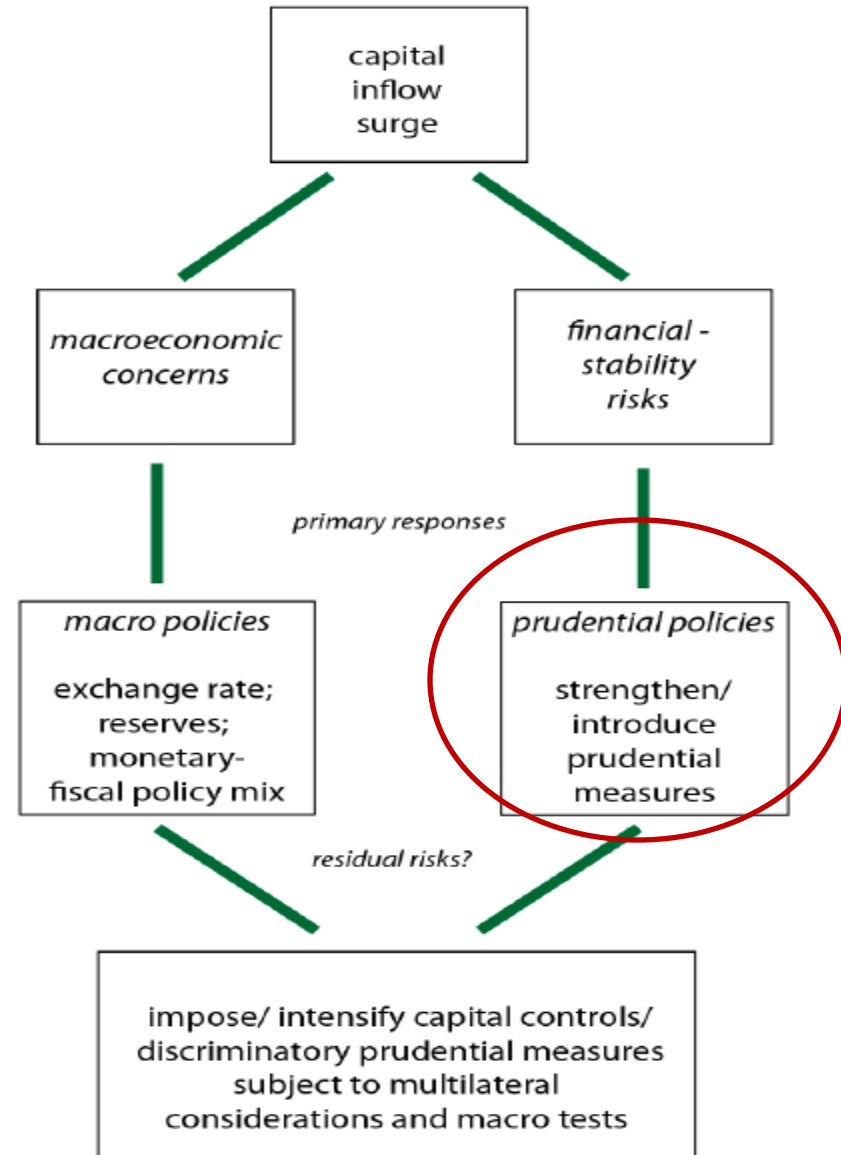 capital
inflow
surge
macroeconomic
concerns
financial -
stability
risks
primary responses
macro policies
exchange rate;
reserves;
monetary-
fiscal policy mix
prudential policies
strengthen/
introduce
prudential
measures
residual risks?
impose/ intensify capital controls/
discriminatory prudential measures
subject to multilateral
considerations and macro tests